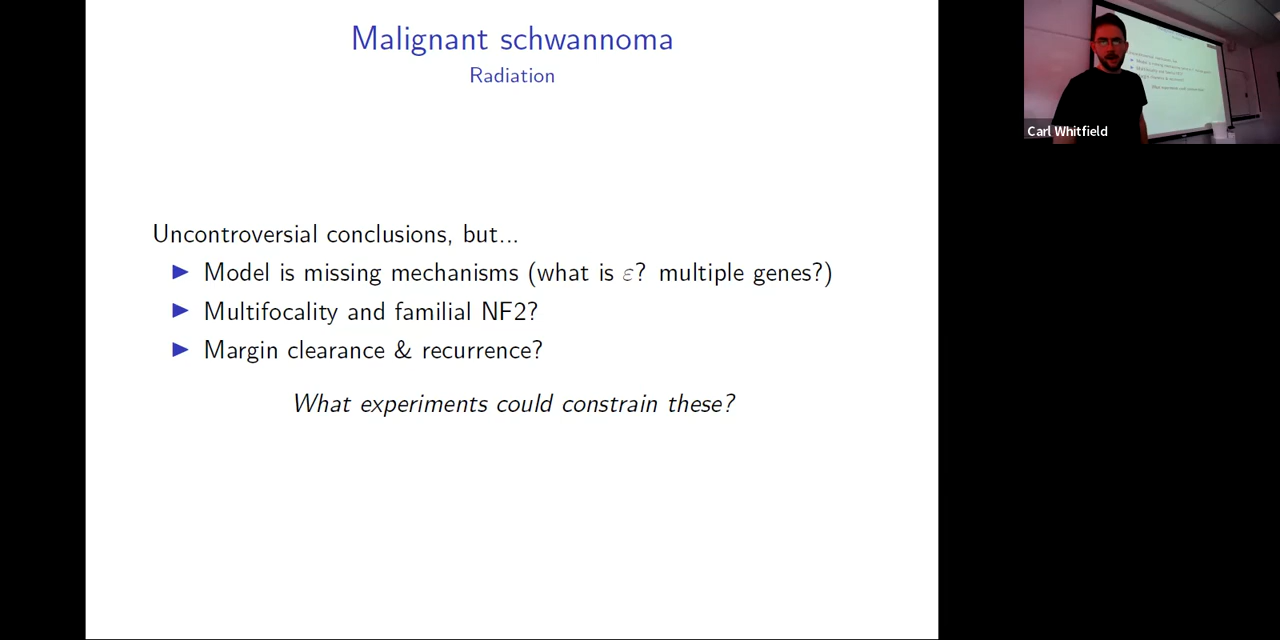 Malignant schwannoma
Radiation
Uncontroversial conclusions, but...
▶ Model is missing mechanisms (what is ε? multiple genes?)
▶ Multifocality and familial NF2?
▶ Margin clearance & recurrence?
What experiments could constrain these?
Carl Whitfield